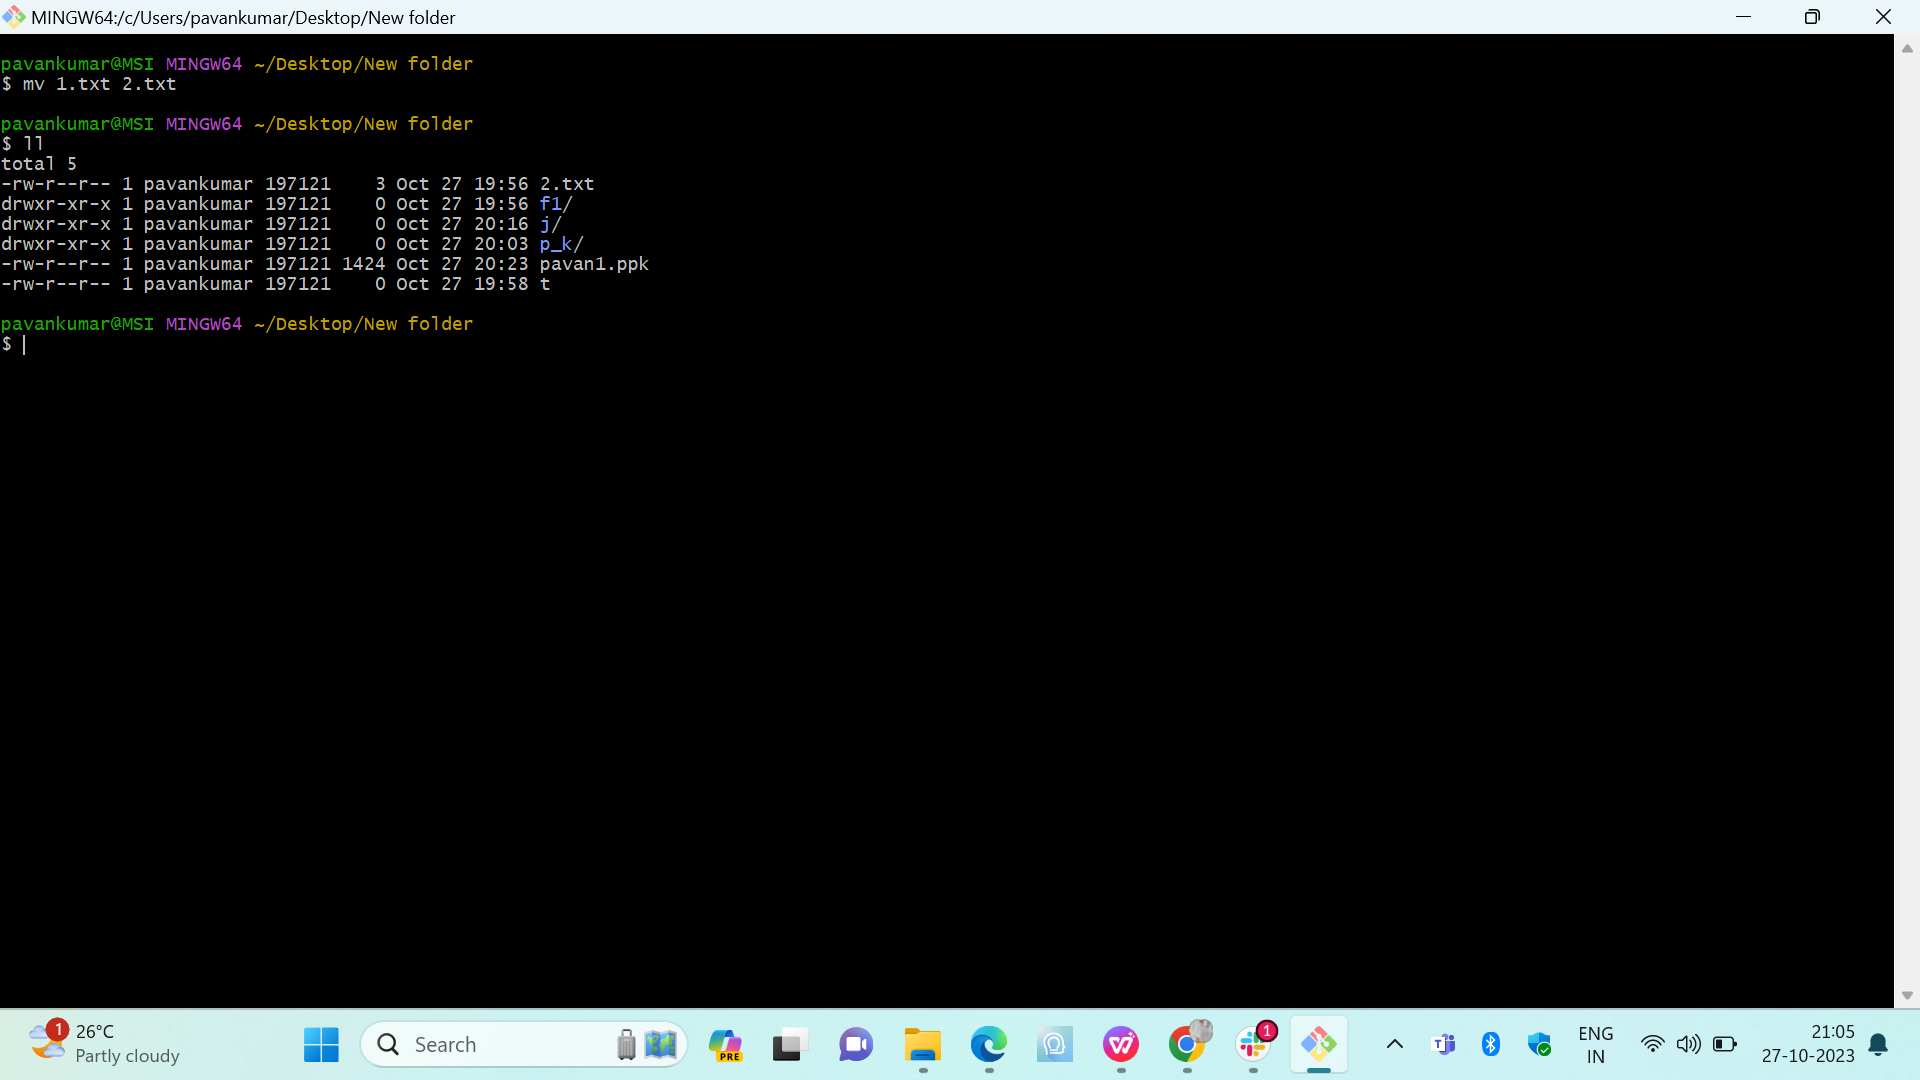 MINGW64:/c/Users/pavankumar/Desktop/New folder
pavankumar@MSI MINGW64 ~/Desktop/New folder
$ mv 1.txt 2.txt
pavankumar@MSI MINGW64 ~/Desktop/New folder
$ ll
total 5
-rw-r--r-- 1 pavankumar 197121    3 Oct 27 19:56 2.txt
drwxr-xr-x 1 pavankumar 197121    0 Oct 27 19:56 f1/
drwxr-xr-x 1 pavankumar 197121    0 Oct 27 20:16 j/
drwxr-xr-x 1 pavankumar 197121    0 Oct 27 20:03 p_k/
-rw-r--r-- 1 pavankumar 197121 1424 Oct 27 20:23 pavan1.ppk
-rw-r--r-- 1 pavankumar 197121    0 Oct 27 19:58 t
pavankumar@MSI MINGW64 ~/Desktop/New folder
$
1
26°C
Partly cloudy
Search
PRE
1
ENG
IN
21:05
27-10-2023